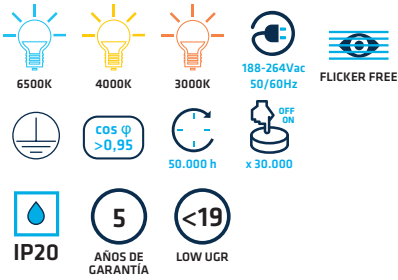 6500K
4000K
3000K
188-264Vac
50/60Hz
FLICKER FREE
cos φ
>0,95
50.000 h
OFF
ON
x 30.000
IP20
5
AÑOS DE
GARANTÍA
<19
LOW UGR